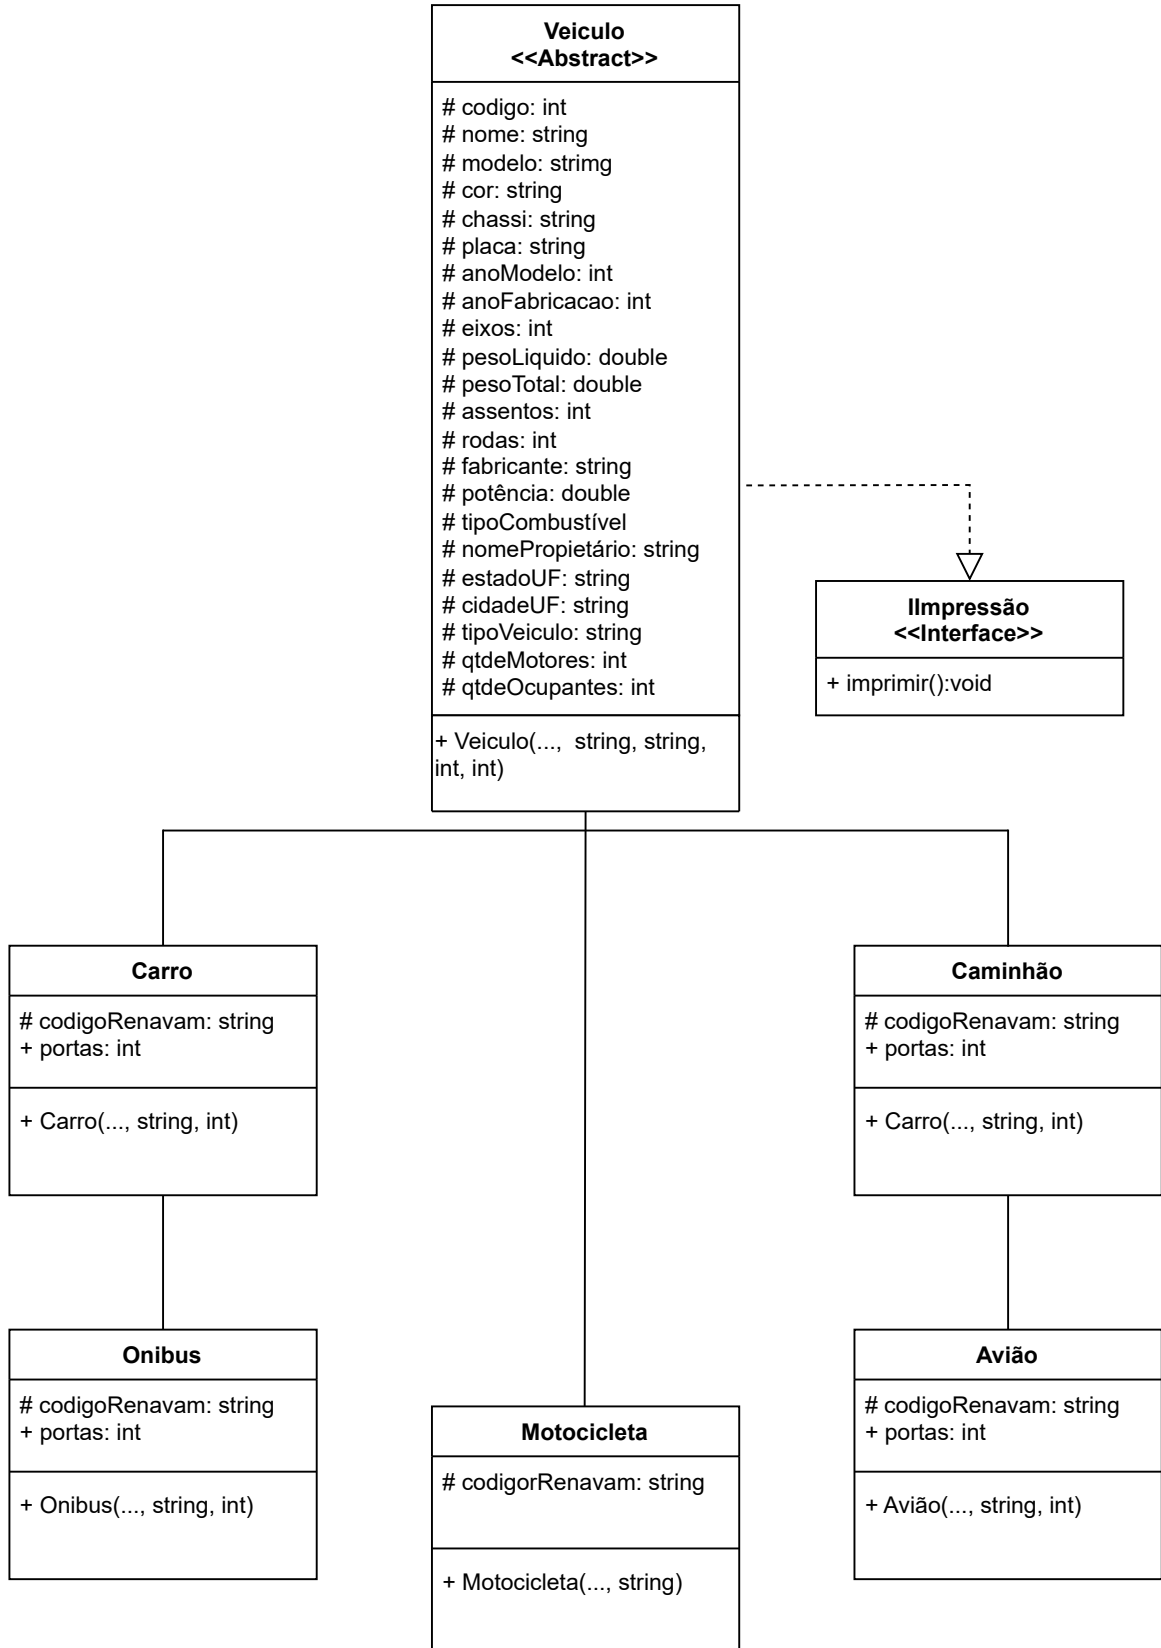 Veiculo
<<Abstract>>
# codigo: int
# nome: string
# modelo: strimg
# cor: string
# chassi: string
# placa: string
# anoModelo: int
# anoFabricacao: int
# eixos: int
# pesoLiquido: double
# pesoTotal: double
# assentos: int
# rodas: int
# fabricante: string
# potência: double
# tipoCombustível
# nomePropietário: string
# estadoUF: string
# cidadeUF: string
# tipoVeiculo: string
# qtdeMotores: int
# qtdeOcupantes: int
+ Veiculo(...,  string, string,
int, int)
IImpressão
<<Interface>>
+ imprimir():void
Carro
# codigoRenavam: string
+ portas: int
+ Carro(..., string, int)
Caminhão
# codigoRenavam: string
+ portas: int
+ Carro(..., string, int)
Onibus
# codigoRenavam: string
+ portas: int
+ Onibus(..., string, int)
Motocicleta
# codigorRenavam: string
+ Motocicleta(..., string)
Avião
# codigoRenavam: string
+ portas: int
+ Avião(..., string, int)